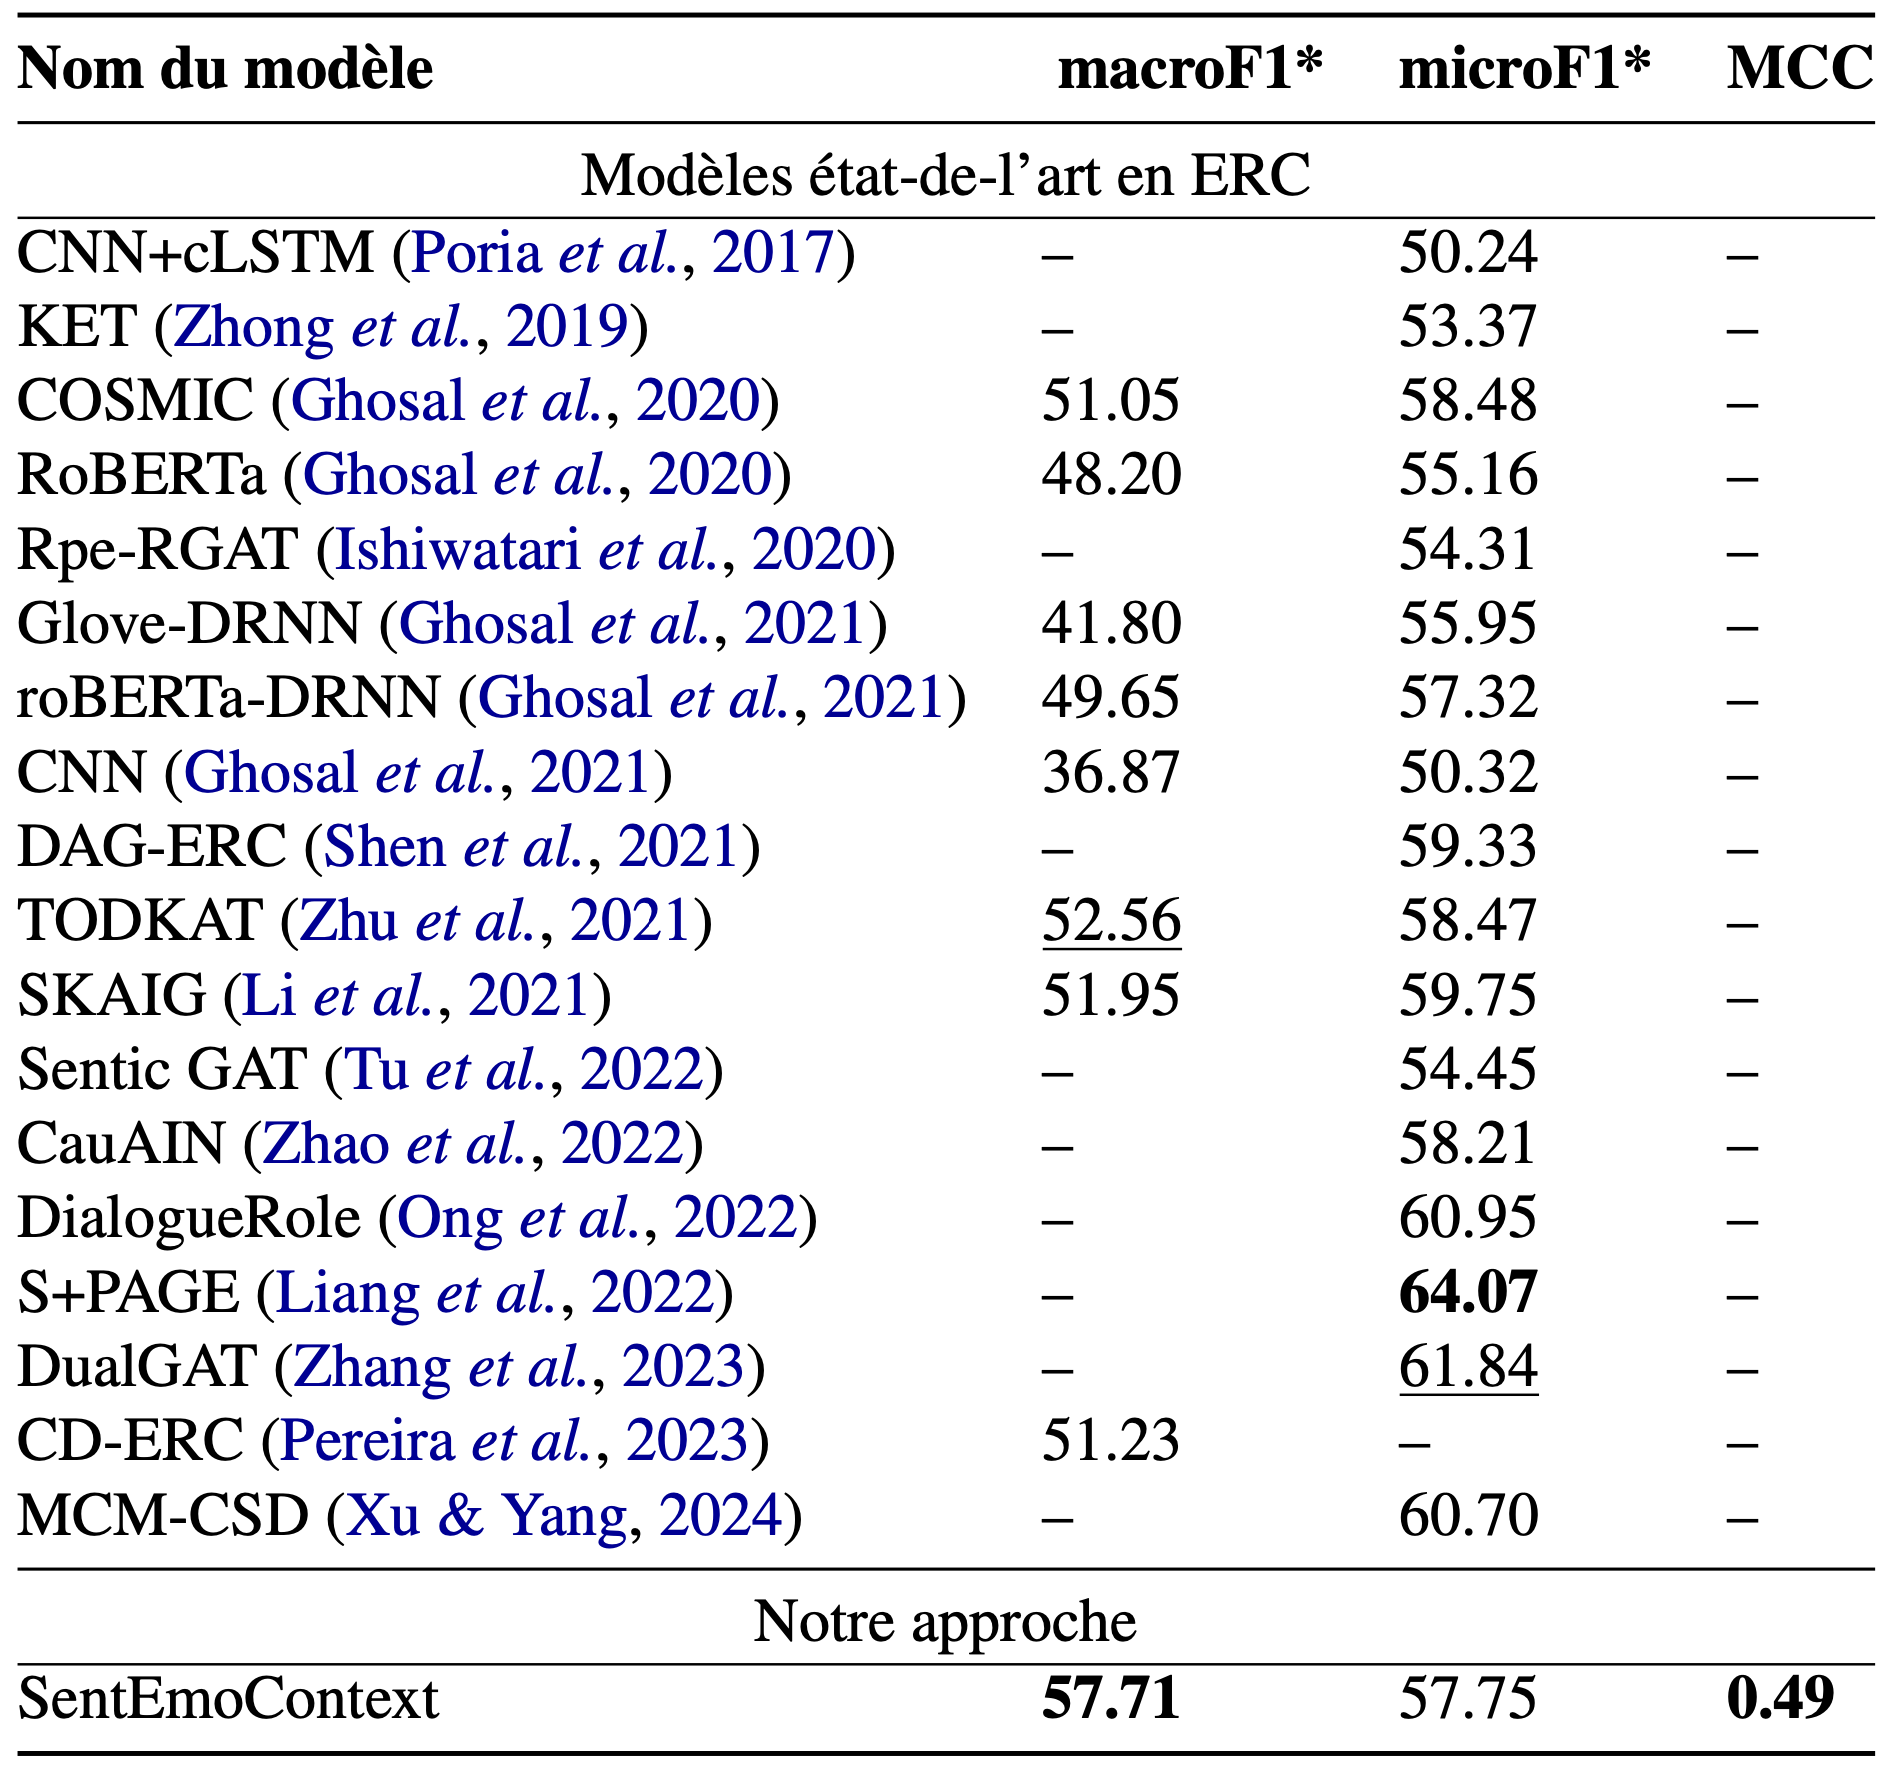 Nom du modèle macroF1* microF1* MCC
Modèles état-de-l’art en ERC
CNN+cLSTM (Poria et al., 2017) – 50.24 –
KET (Zhong et al., 2019) – 53.37 –
COSMIC (Ghosal et al., 2020) 51.05 58.48 –
RoBERTa (Ghosal et al., 2020) 48.20 55.16 –
Rpe-RGAT (Ishiwatari et al., 2020) – 54.31 –
Glove-DRNN (Ghosal et al., 2021) 41.80 55.95 –
roBERTa-DRNN (Ghosal et al., 2021) 49.65 57.32 –
CNN (Ghosal et al., 2021) 36.87 50.32 –
DAG-ERC (Shen et al., 2021) – 59.33 –
TODKAT (Zhu et al., 2021) 52.56 58.47 –
SKAIG (Li et al., 2021) 51.95 59.75 –
Sentic GAT (Tu et al., 2022) – 54.45 –
CauAIN (Zhao et al., 2022) – 58.21 –
DialogueRole (Ong et al., 2022) – 60.95 –
S+PAGE (Liang et al., 2022) – 64.07 –
DualGAT (Zhang et al., 2023) – 61.84 –
CD-ERC (Pereira et al., 2023) 51.23 – –
MCM-CSD (Xu & Yang, 2024) – 60.70 –
Notre approche
SentEmoContext 57.71 57.75 0.49